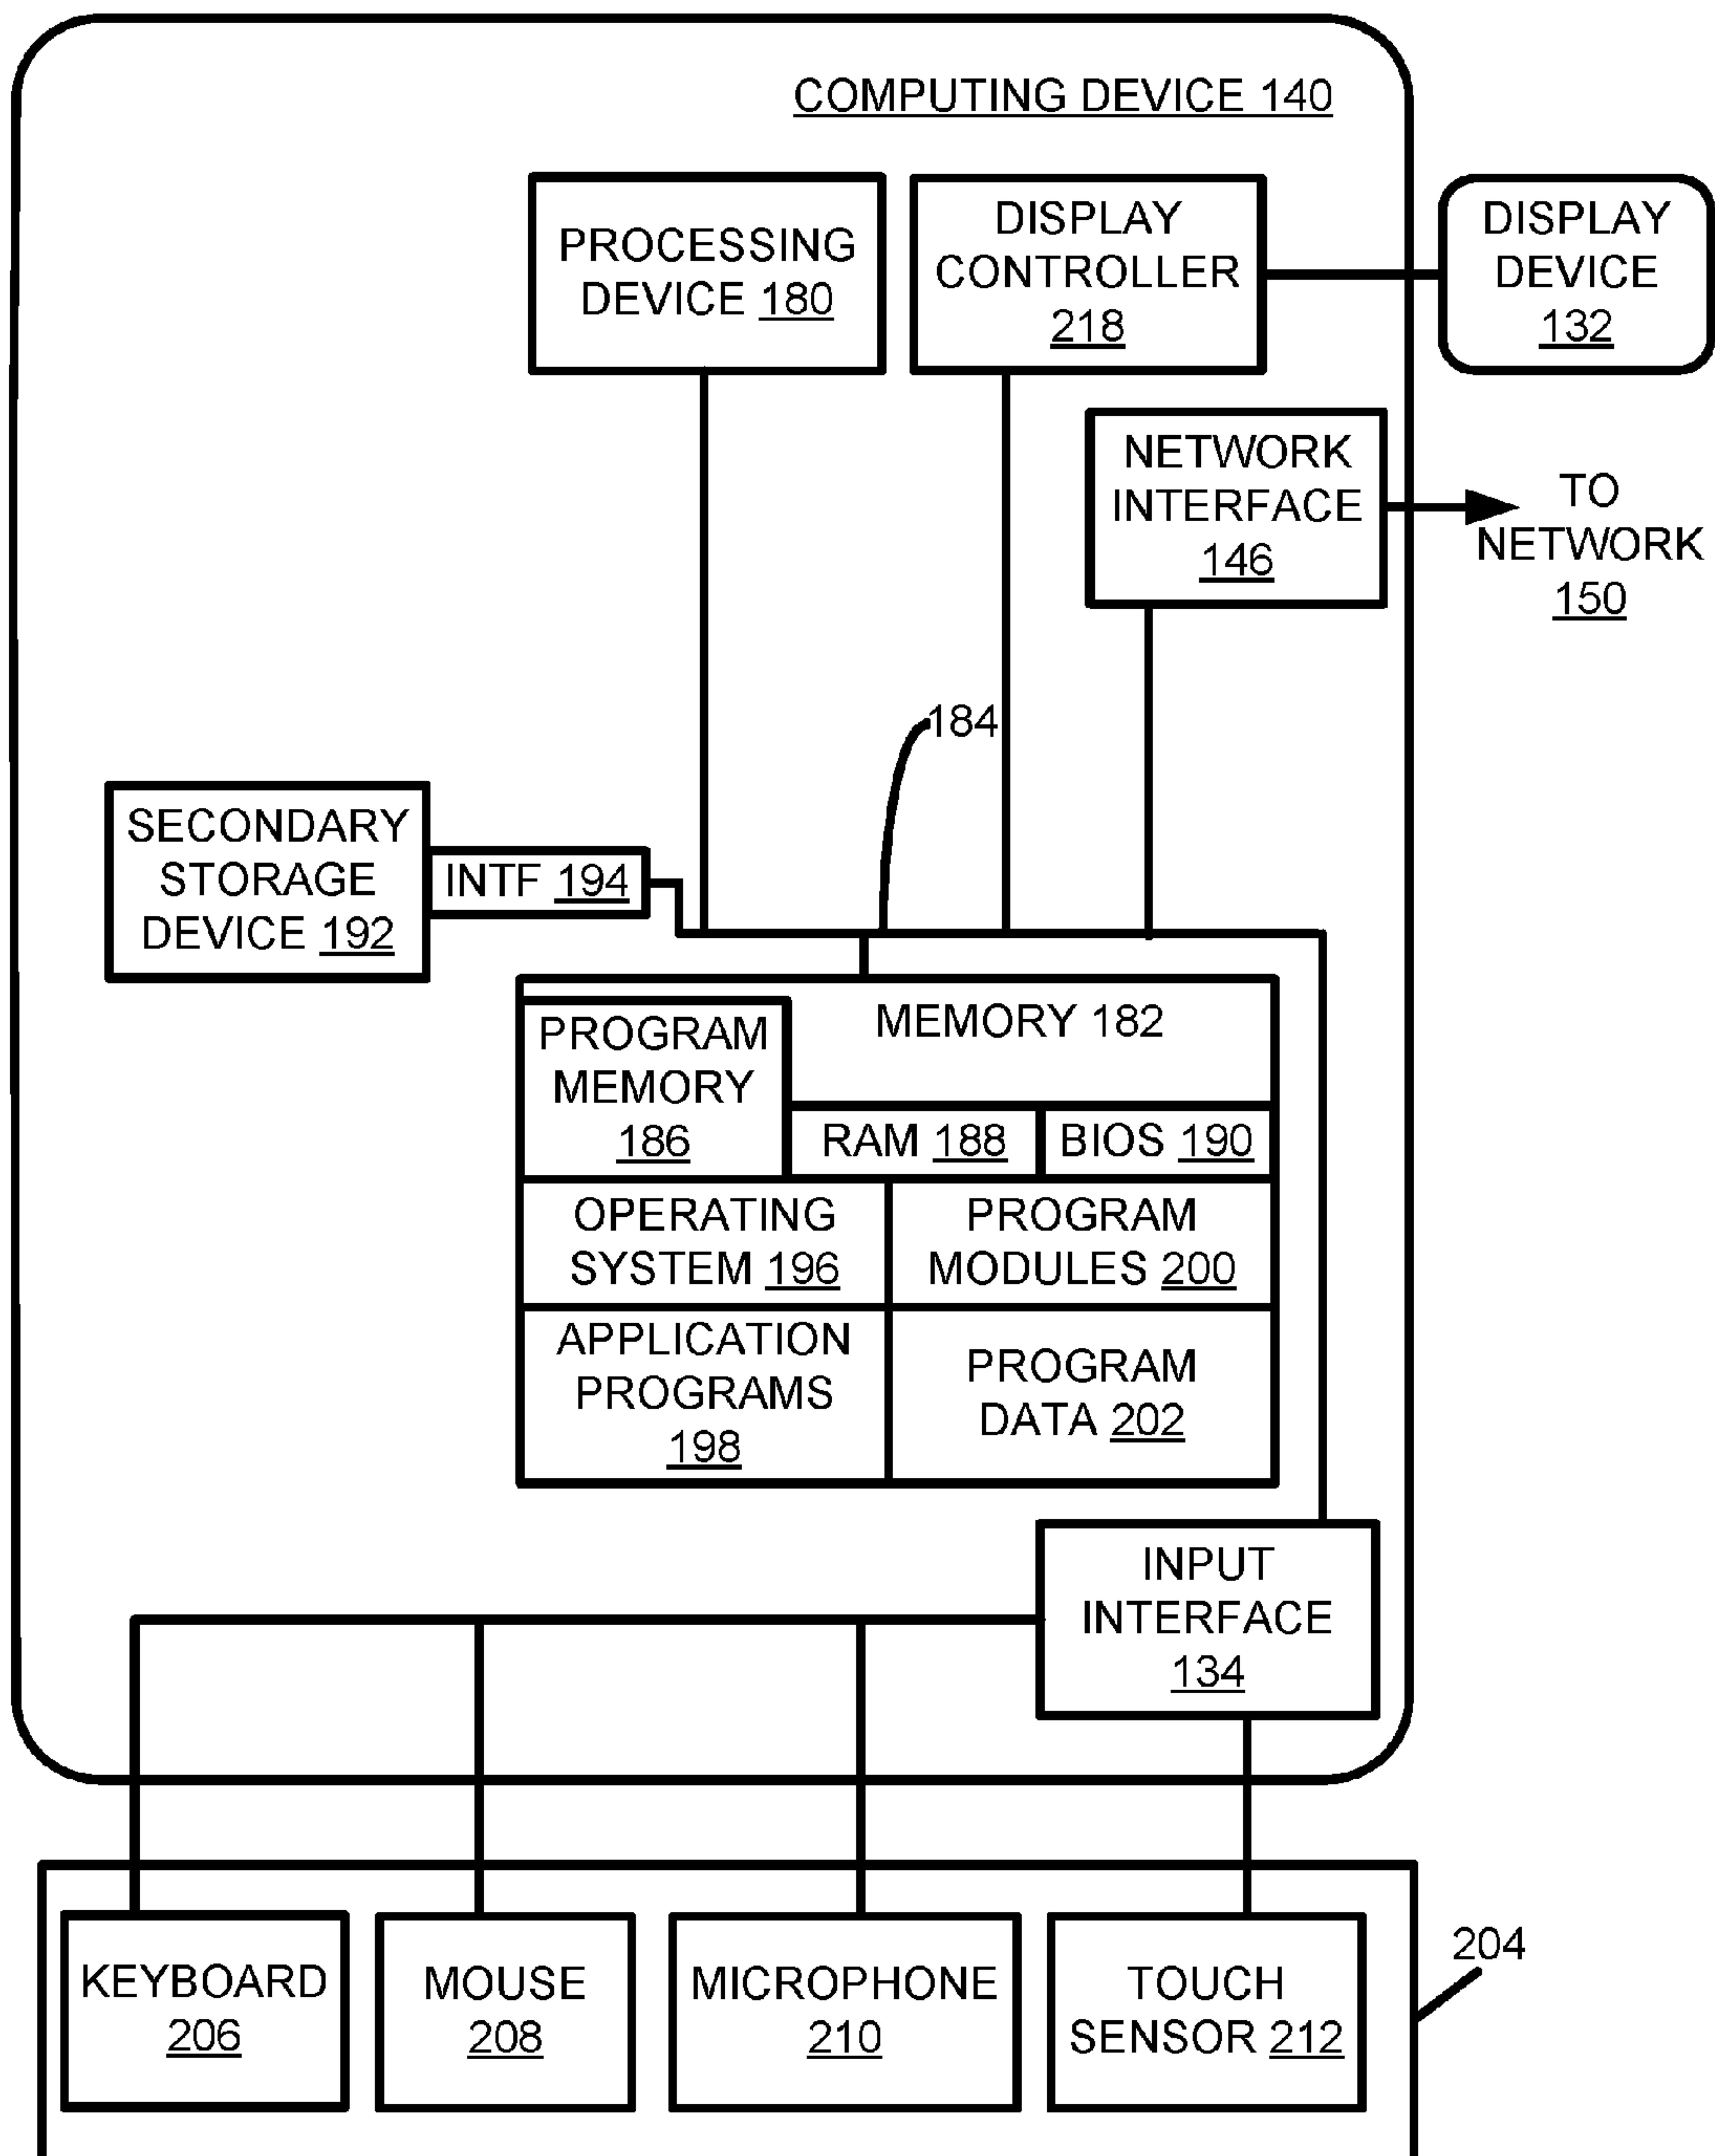 COMPUTING DEVICE 140
PROCESSING
DEVICE 180
DISPLAY
CONTROLLER
218
DISPLAY
DEVICE
132
NETWORK
INTERFACE
146
TO
NETWORK
150
184
SECONDARY
STORAGE
DEVICE 192
INTF 194
MEMORY 182
PROGRAM
MEMORY
186
RAM 188
BIOS 190
OPERATING
SYSTEM 196
PROGRAM
MODULES 200
APPLICATION
PROGRAMS
198
PROGRAM
DATA 202
INPUT
INTERFACE
134
204
KEYBOARD
206
MOUSE
208
MICROPHONE
210
TOUCH
SENSOR 212